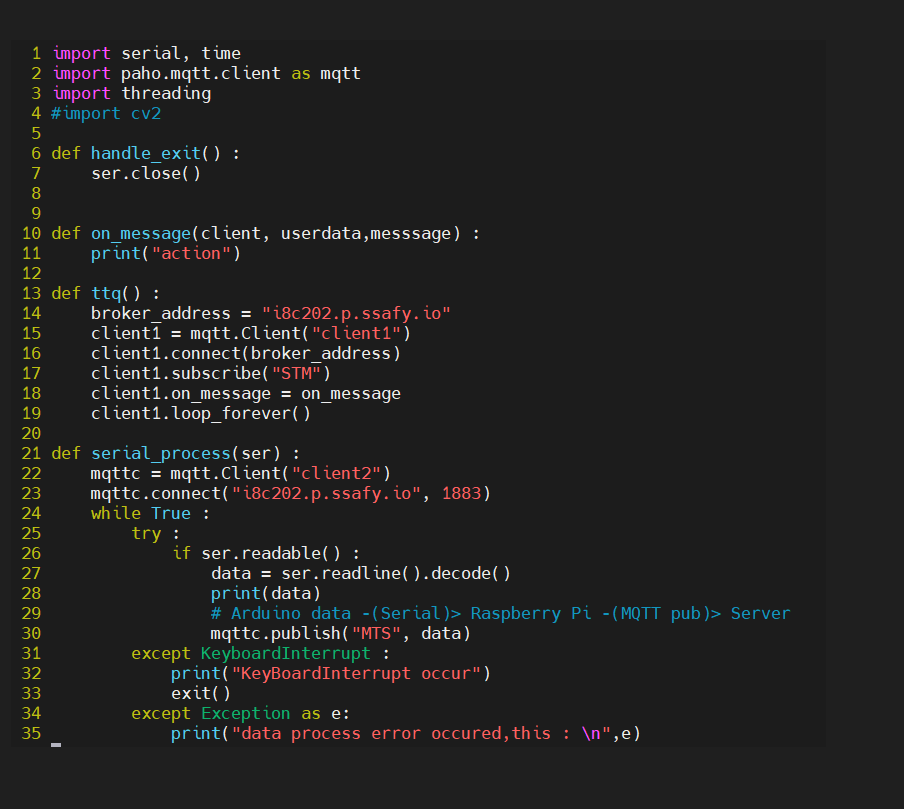 1 import serial, time
2 import paho.mqtt.client as mqtt
3 import threading
4 #import cv2
5
6 def handle_exit() :
7     ser.close()
8
9
10 def on_message(client, userdata,messsage) :
11     print("action")
12
13 def ttq() :
14     broker_address = "i8c202.p.ssafy.io"
15     client1 = mqtt.Client("client1")
16     client1.connect(broker_address)
17     client1.subscribe("STM")
18     client1.on_message = on_message
19     client1.loop_forever()
20
21 def serial_process(ser) :
22     mqttc = mqtt.Client("client2")
23     mqttc.connect("i8c202.p.ssafy.io", 1883)
24     while True :
25         try :
26             if ser.readable() :
27                 data = ser.readline().decode()
28                 print(data)
29                 # Arduino data -(Serial)> Raspberry Pi -(MQTT pub)> Server
30                 mqttc.publish("MTS", data)
31         except KeyboardInterrupt :
32             print("KeyBoardInterrupt occur")
33             exit()
34         except Exception as e:
35             print("data process error occured,this : \n",e)